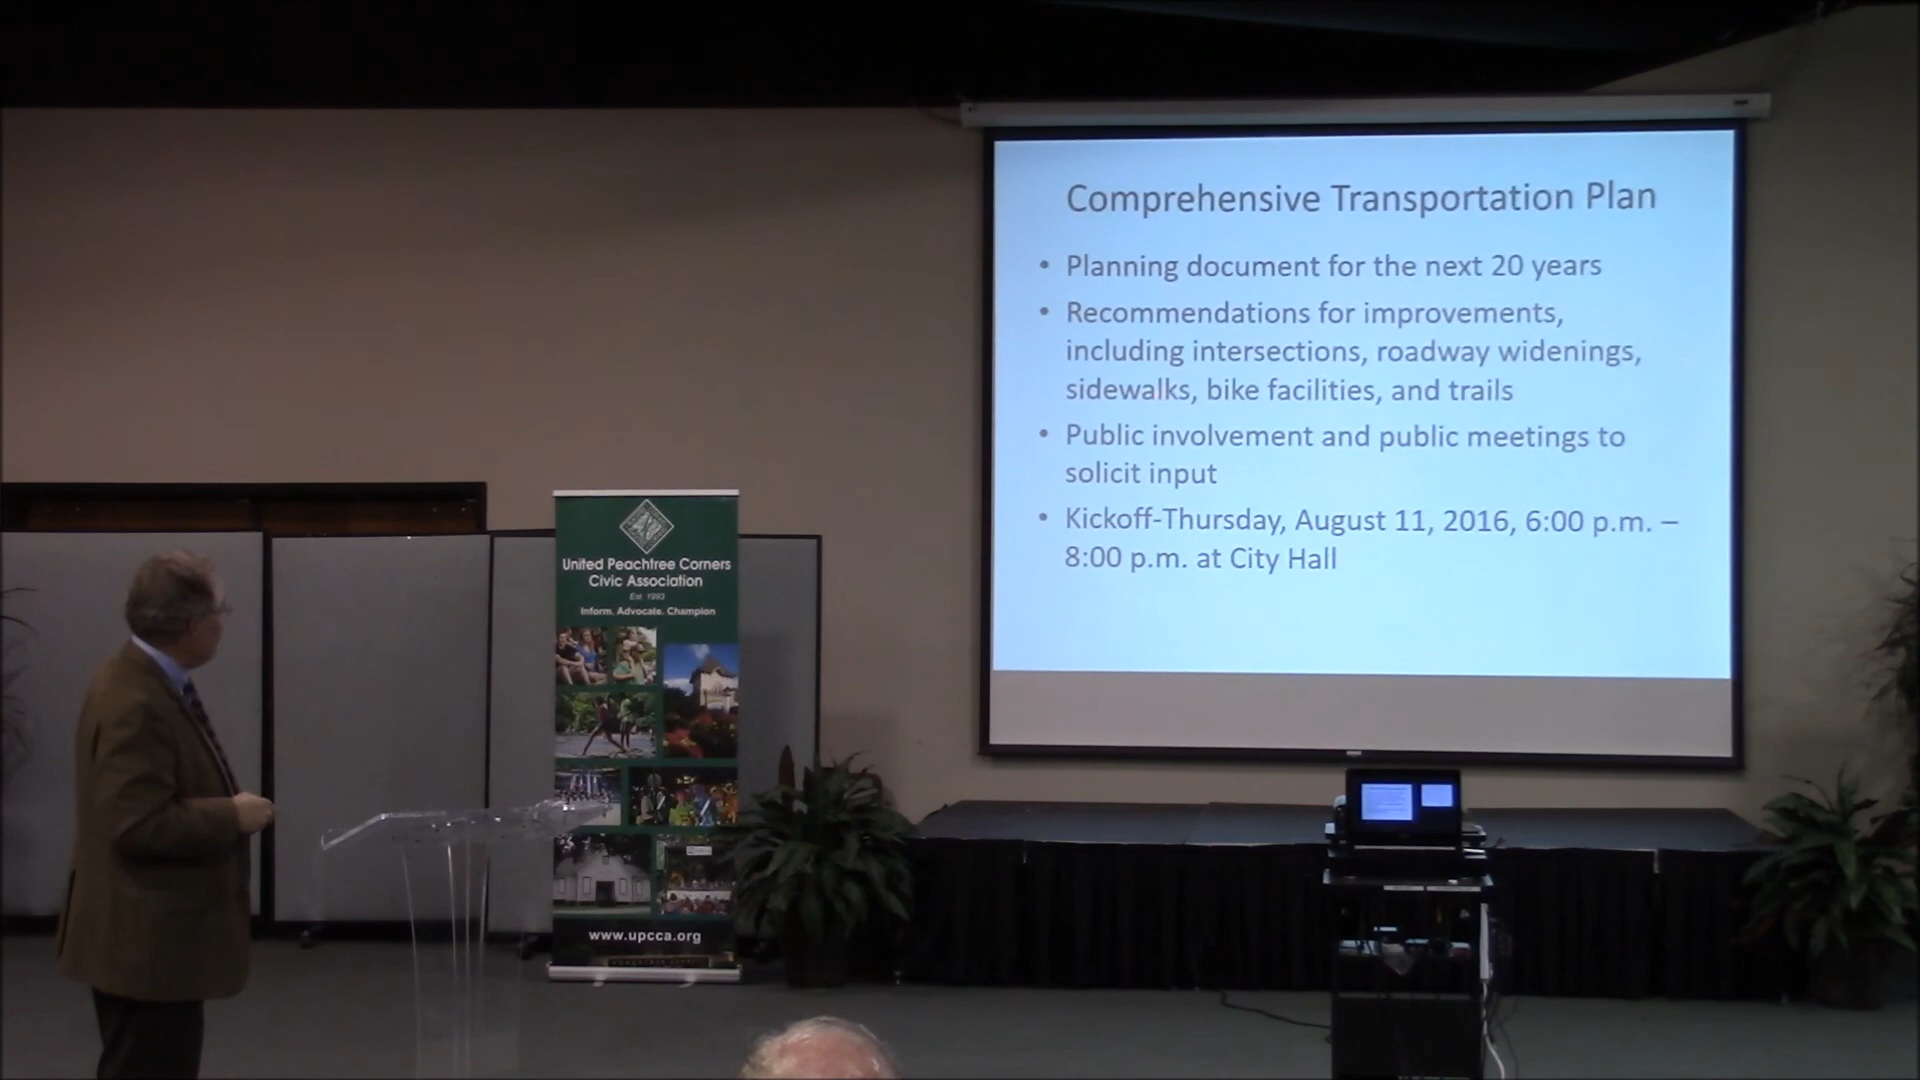 Comprehensive Transportation Plan
• Planning document for the next 20 years
• Recommendations for improvements,
including intersections, roadway widenings,
sidewalks, bike facilities, and trails
• Public involvement and public meetings to
solicit input
• Kickoff-Thursday, August 11, 2016, 6:00 p.m. –
8:00 p.m. at City Hall
United Peachtree Corners
Civic Association
Est. 1993
Inform. Advocate. Champion
www.upcca.org